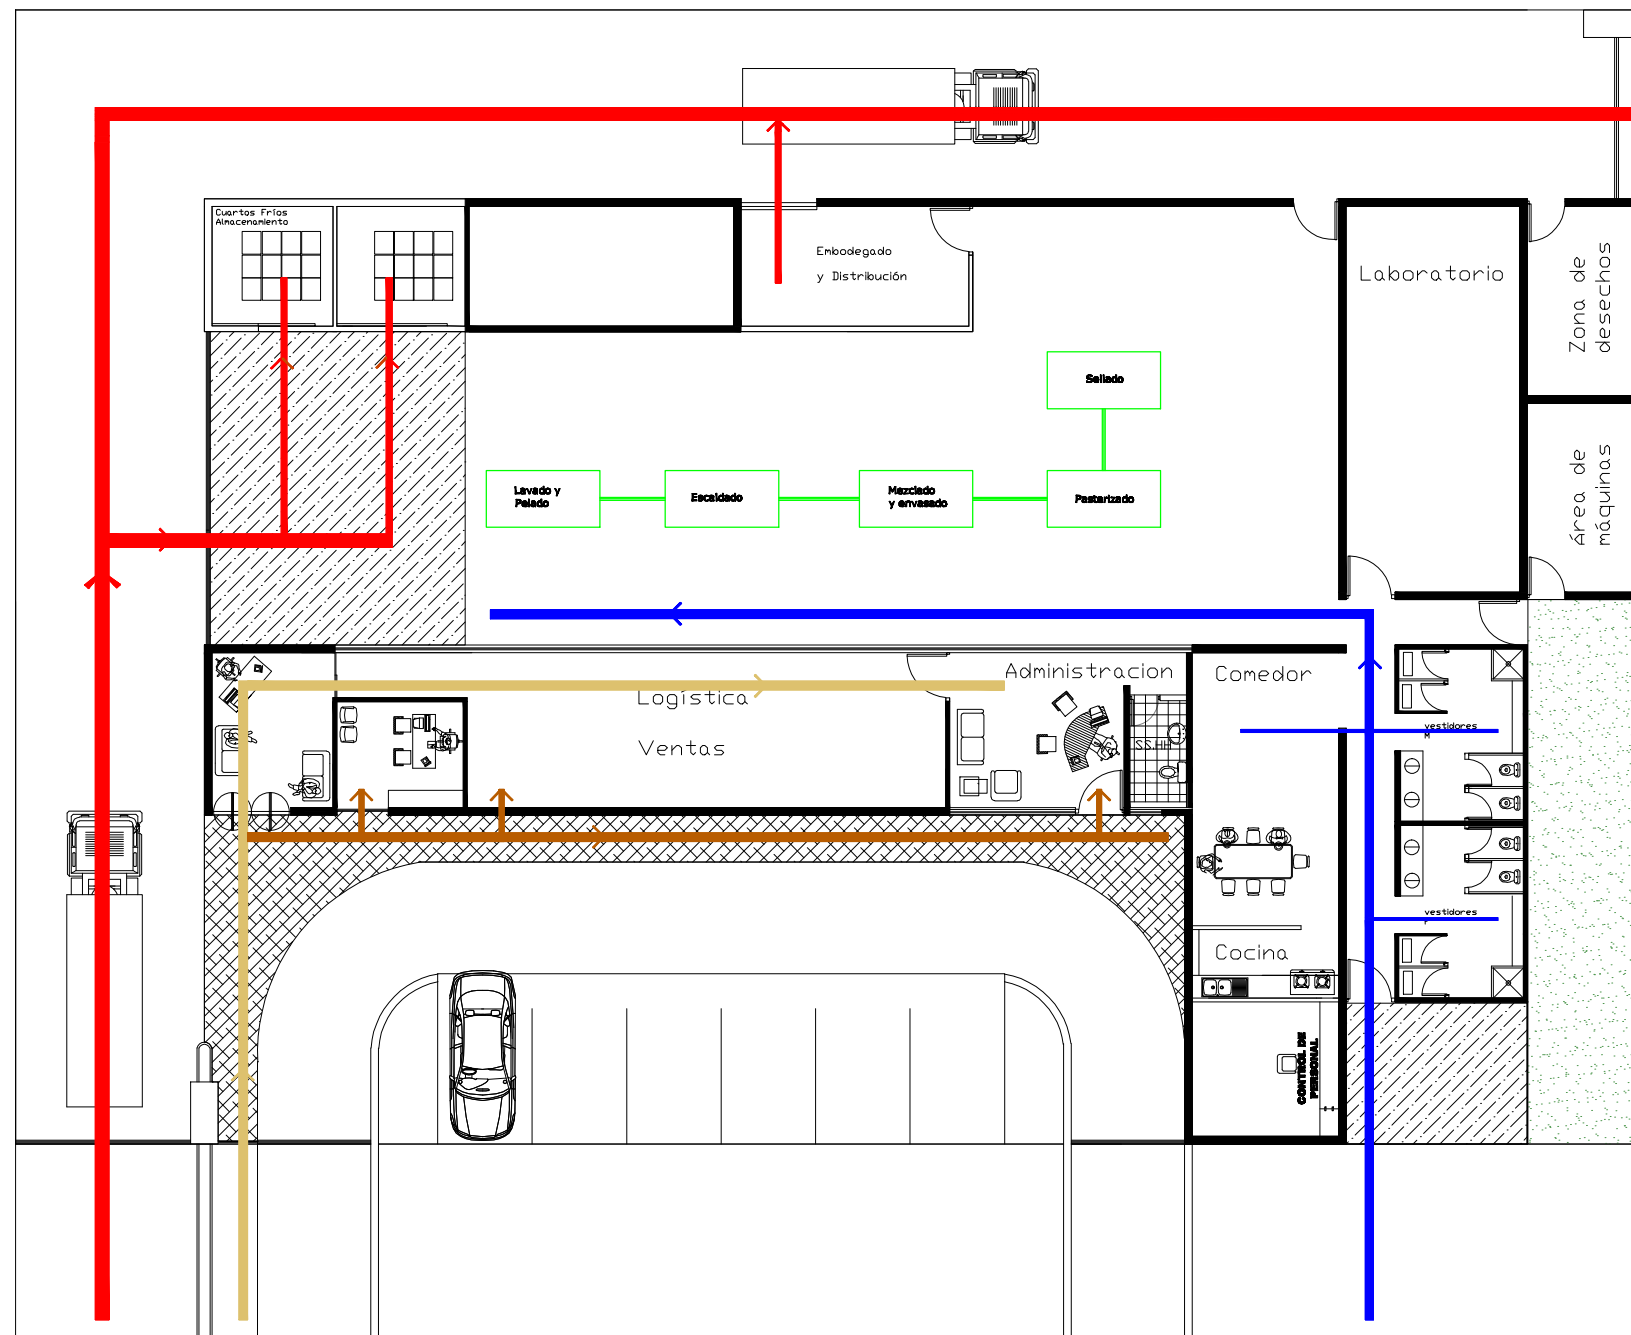 Cuartos Fríos
Almacenamiento
Embodegado
y Distribución
Laboratorio
Zona de
desechos
Sellado
Lavado y
Pelado
Escaldado
Mezclado
y envasado
Pastarizado
Área de
máquinas
Logística
Ventas
Administracion
SS.HH
Comedor
vestidores
M
vestidores
Cocina
CONTROL DE
PERSONAL